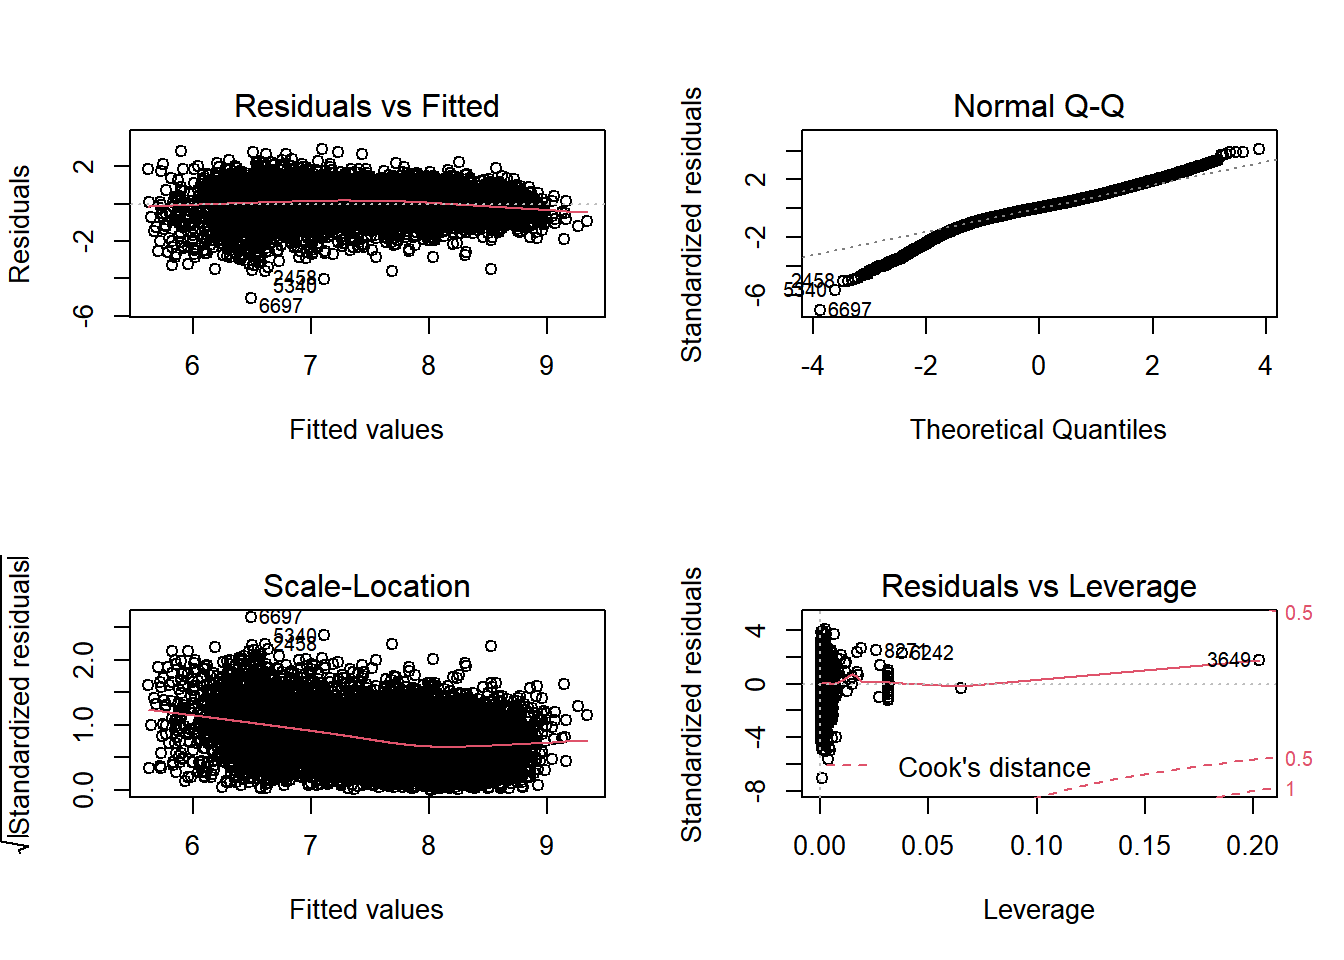 Residuals vs Fitted
Residuals
2
-2
-6
2458
5340
6697
6 7 8 9
Fitted values
Normal Q-Q
Standardized residuals
2
-2
-6
2458
5340
6697
-4 -2 0 2 4
Theoretical Quantiles
Scale-Location
√|Standardized residuals|
2.0
1.0
0.0
6697
5340
2458
6 7 8 9
Fitted values
Residuals vs Leverage
Standardized residuals
4
0
-4
-8
8271
6242
3649
0.5
0.5
1
Cook's distance
0.00 0.05 0.10 0.15 0.20
Leverage